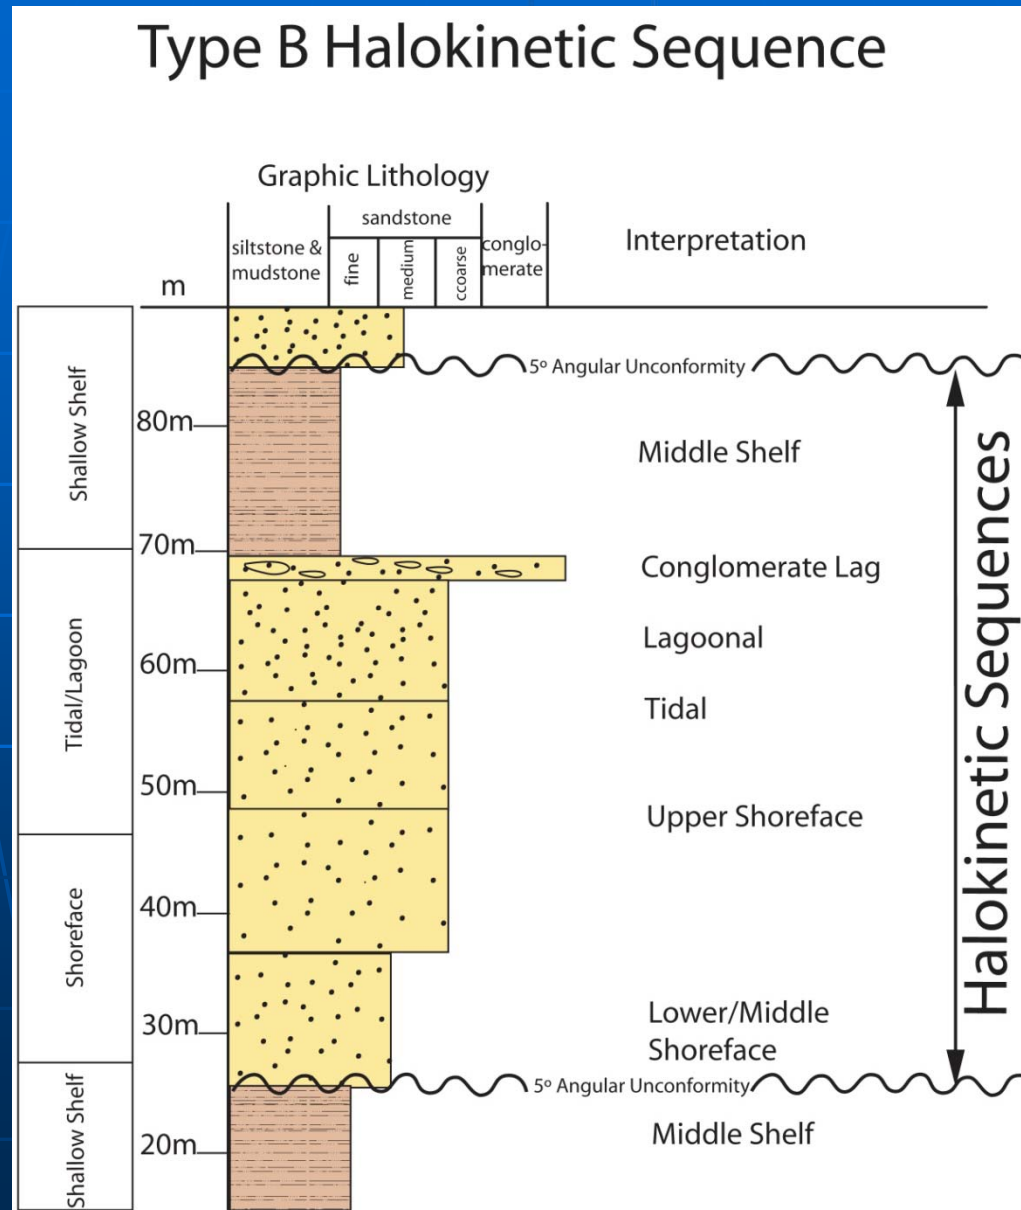 Type B Halokinetic Sequence
Graphic Lithology
sandstone
siltstone &
mudstone
fine
medium
ccoarse
conglo-
merate
Interpretation
m
5º Angular Unconformity
80m
Middle Shelf
Shallow Shelf
70m
Conglomerate Lag
Lagoonal
60m
Tidal
Tidal/Lagoon
50m
Upper Shoreface
40m
Shoreface
30m
Lower/Middle
Shoreface
5º Angular Unconformity
Middle Shelf
20m
Shallow Shelf
Halokinetic Sequences